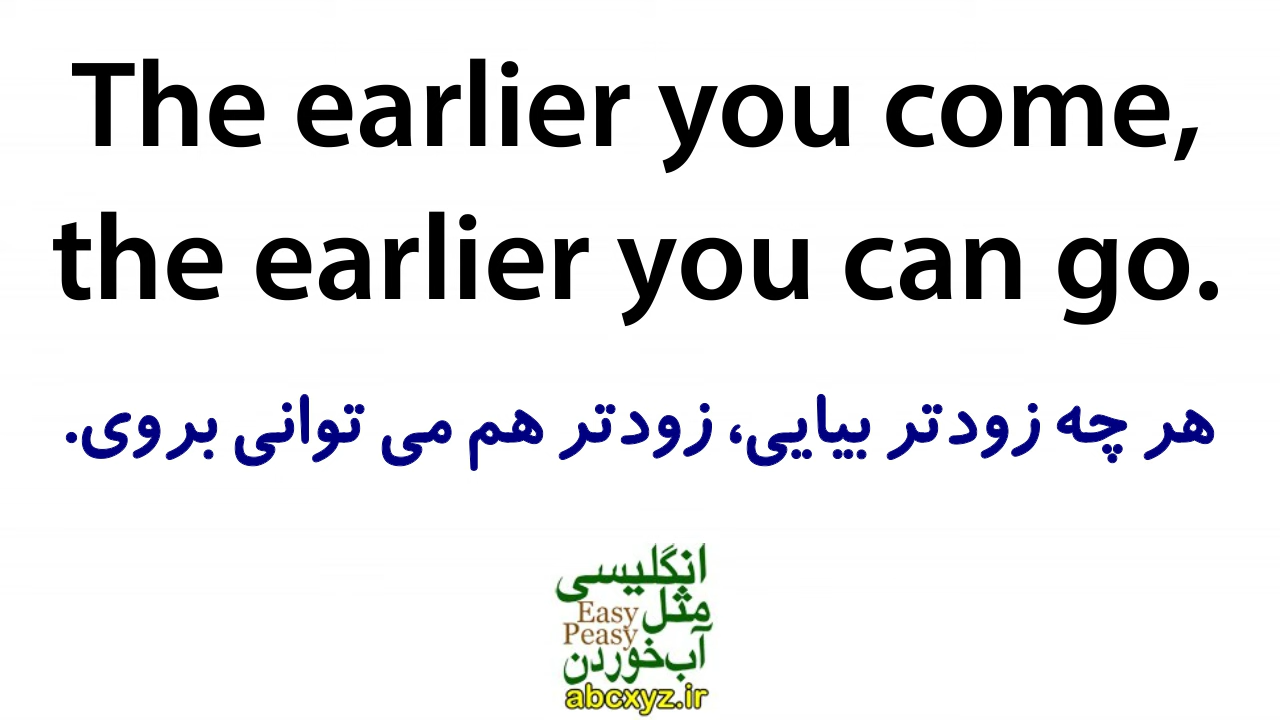 The earlier you come,
the earlier you can go.
هر چه زودتر بیایی، زودتر هم می توانی بروی.
انگلیسی
مثل
Easy
Peasy
آب‌خوردن
abcxyz.ir